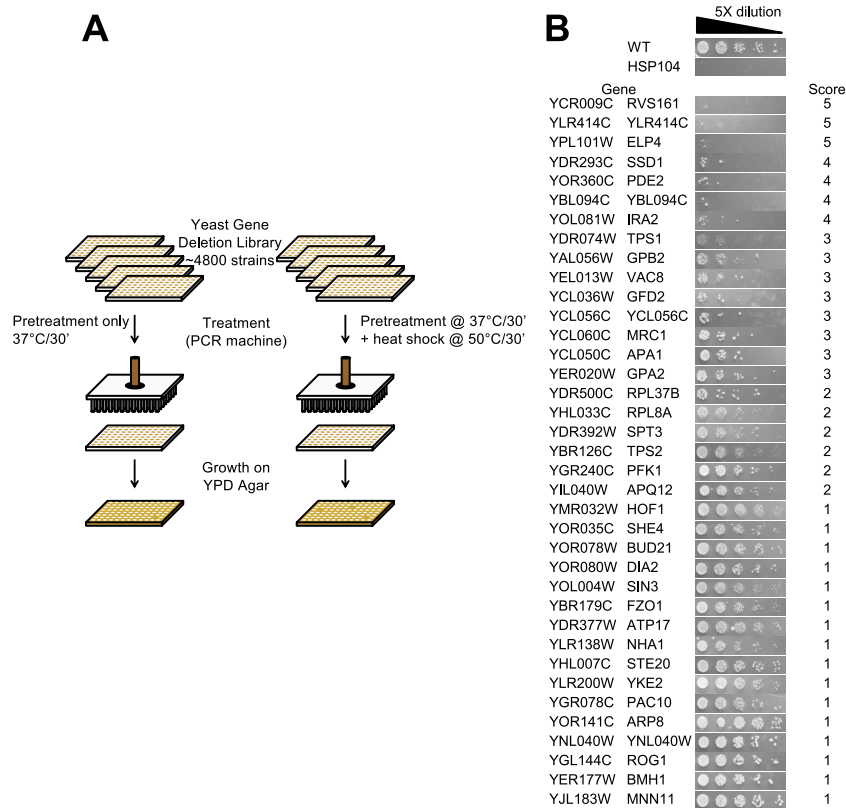 A
Yeast Gene
Deletion Library
~4800 strains
Pretreatment only
37°C/30'
Treatment
(PCR machine)
Pretreatment @ 37°C/30'
+ heat shock @ 50°C/30'
Growth on
YPD Agar
B
5X dilution
WT
HSP104
Gene Score
YCR009C RVS161 5
YLR414C YLR414C 5
YPL101W ELP4 5
YDR293C SSD1 4
YOR360C PDE2 4
YBL094C YBL094C 4
YOL081W IRA2 4
YDR074W TPS1 3
YAL056W GPB2 3
YEL013W VAC8 3
YCL036W GFD2 3
YCL056C YCL056C 3
YCL060C MRC1 3
YCL050C APA1 3
YER020W GPA2 3
YDR500C RPL37B 2
YHL033C RPL8A 2
YDR392W SPT3 2
YBR126C TPS2 2
YGR240C PFK1 2
YIL040W APQ12 2
YMR032W HOF1 1
YOR035C SHE4 1
YOR078W BUD21 1
YOR080W DIA2 1
YOL004W SIN3 1
YBR179C FZO1 1
YDR377W ATP17 1
YLR138W NHA1 1
YHL007C STE20 1
YLR200W YKE2 1
YGR078C PAC10 1
YOR141C ARP8 1
YNL040W YNL040W 1
YGL144C ROG1 1
YER177W BMH1 1
YJL183W MNN11 1